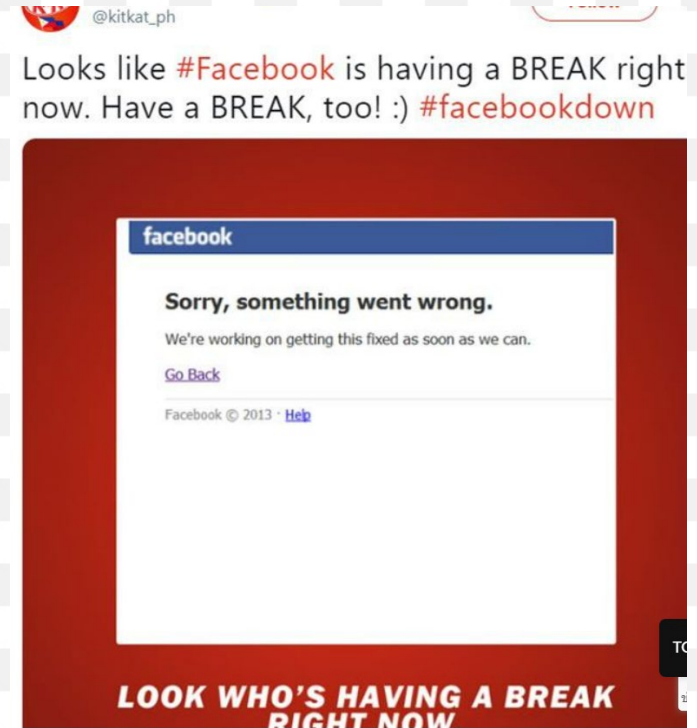 @kitkat_ph
Looks like #Facebook is having a BREAK right
now. Have a BREAK, too! :) #facebookdown
facebook
Sorry, something went wrong.
We're working on getting this fixed as soon as we can.
Go Back
Facebook © 2013 · Help
LOOK WHO'S HAVING A BREAK
RIGHT NOW